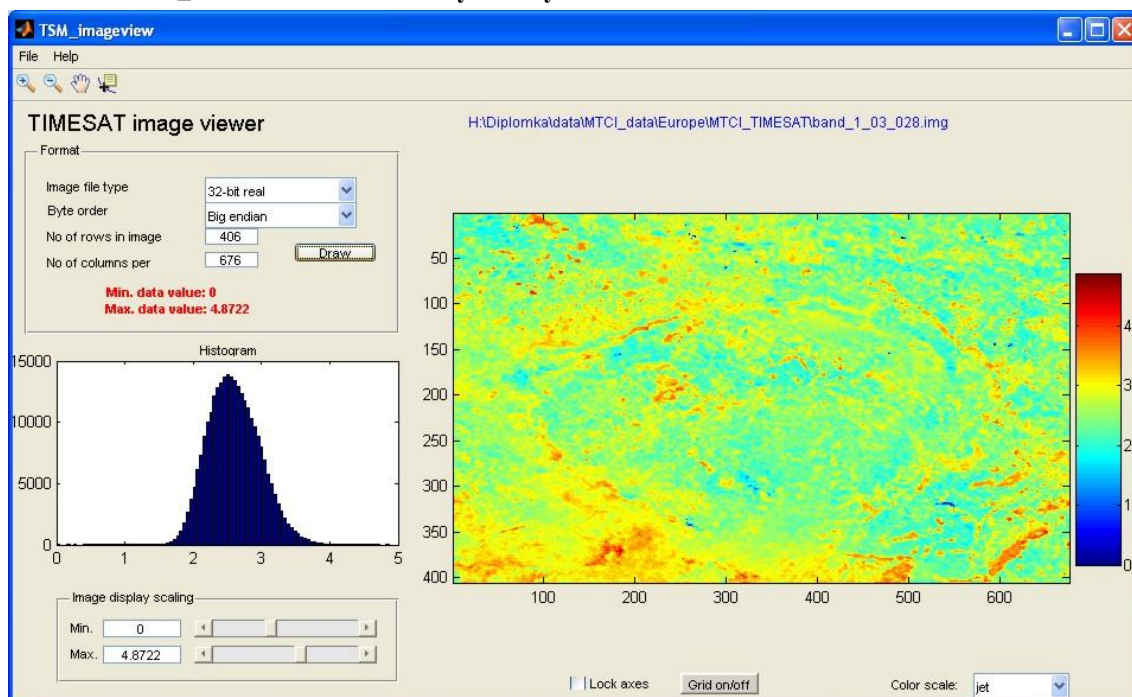 TSM_imageview
File Help
TIMESAT image viewer
H:\Diplomka\data\MTCI_data\Europe\MTCI_TIMESAT\band_1_03_028.img
Format
Image file type 32-bit real
Byte order Big endian
No of rows in image 406
No of columns per 676
Draw
Min. data value: 0
Max. data value: 4.8722
Histogram
15000
10000
5000
0
0 1 2 3 4 5
50
100
150
200
250
300
350
400
100 200 300 400 500 600
4
3
2
1
0
Image display scaling
Min. 0
Max. 4.8722
Lock axes Grid on/off Color scale: jet